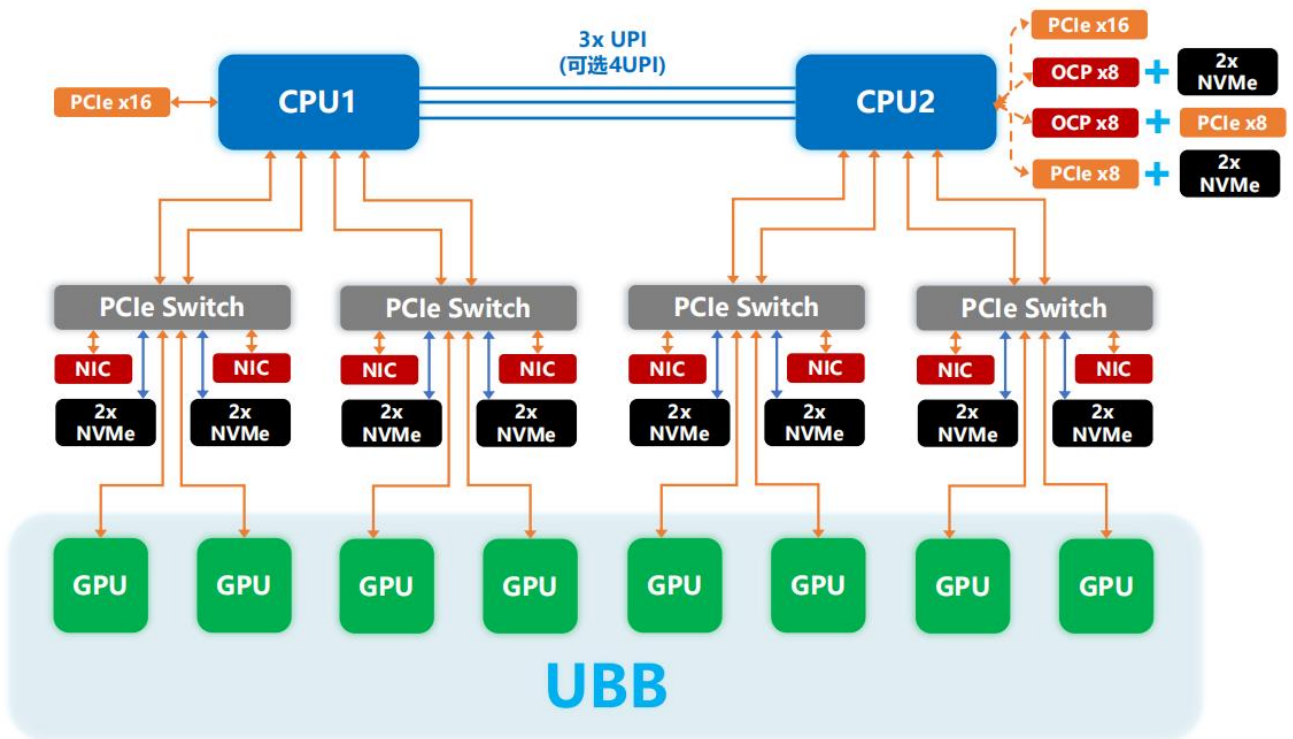 3x UPI
(可选4UPI)
PCIe x16
CPU1
CPU2
PCIe x16
OCP x8 + 2x
NVMe
OCP x8 + PCIe x8
PCIe x8 + 2x
NVMe
PCIe Switch
PCIe Switch
PCIe Switch
PCIe Switch
NIC
NIC
NIC
NIC
NIC
NIC
NIC
NIC
2x
NVMe
2x
NVMe
2x
NVMe
2x
NVMe
2x
NVMe
2x
NVMe
2x
NVMe
2x
NVMe
GPU
GPU
GPU
GPU
GPU
GPU
GPU
GPU
UBB